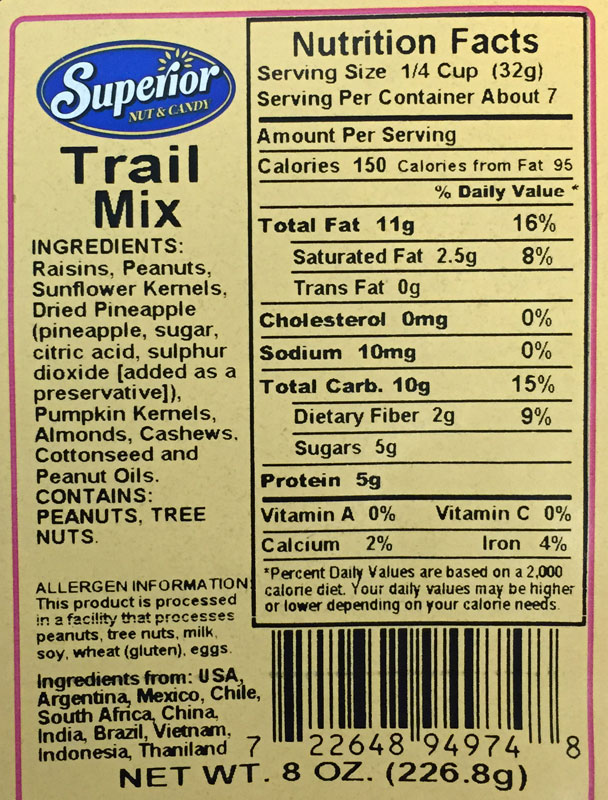 Superior
NUT & CANDY
Trail
Mix
INGREDIENTS:
Raisins, Peanuts,
Sunflower Kernels,
Dried Pineapple
(pineapple, sugar,
citric acid, sulphur
dioxide [added as a
preservative]),
Pumpkin Kernels,
Almonds, Cashews,
Cottonseed and
Peanut Oils.
CONTAINS:
PEANUTS, TREE
NUTS.
ALLERGEN INFORMATION:
This product is processed
in a facility that processes
peanuts, tree nuts, milk,
soy, wheat (gluten), eggs.
Ingredients from: USA,
Argentina, Mexico, Chile,
South Africa, China,
India, Brazil, Vietnam,
Indonesia, Thaniland
Nutrition Facts
Serving Size 1/4 Cup (32g)
Serving Per Container About 7
Amount Per Serving
Calories 150 Calories from Fat 95
% Daily Value *
Total Fat 11g 16%
Saturated Fat 2.5g 8%
Trans Fat 0g
Cholesterol 0mg 0%
Sodium 10mg 0%
Total Carb. 10g 15%
Dietary Fiber 2g 9%
Sugars 5g
Protein 5g
Vitamin A 0% Vitamin C 0%
Calcium 2% Iron 4%
*Percent Daily Values are based on a 2,000
calorie diet. Your daily values may be higher
or lower depending on your calorie needs.
7 22648 94974 8
NET WT. 8 OZ. (226.8g)